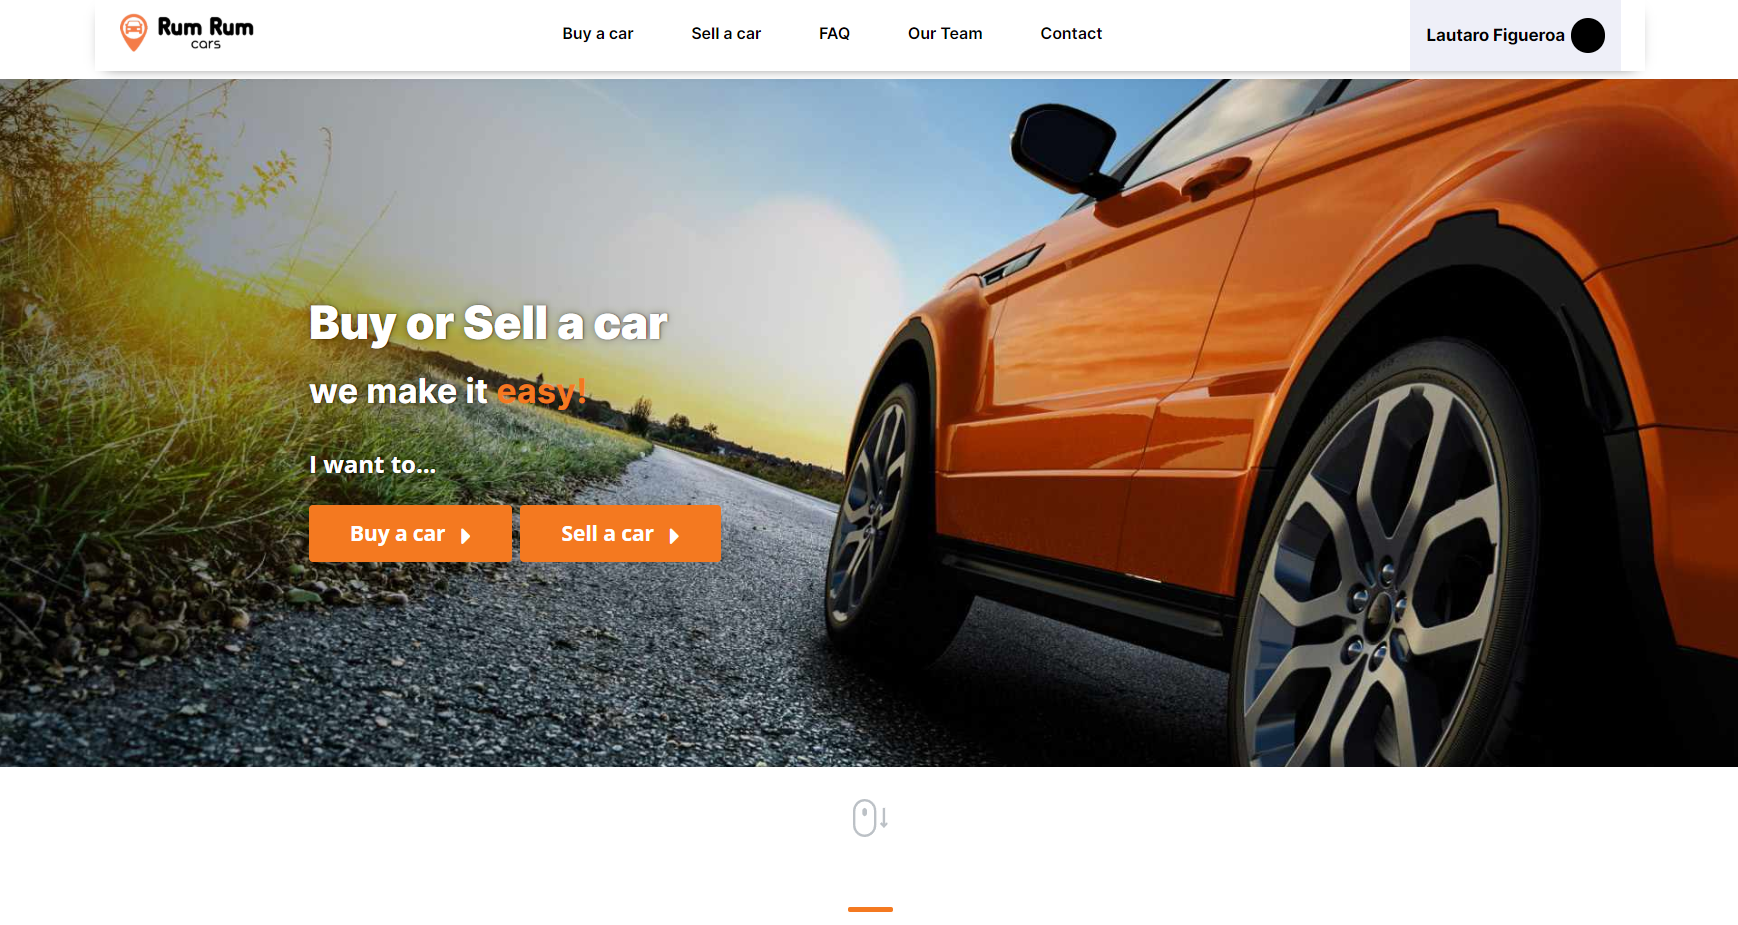 Rum Rum
cars
Buy a car
Sell a car
FAQ
Our Team
Contact
Lautaro Figueroa
Buy or Sell a car
we make it easy!
I want to...
Buy a car
Sell a car